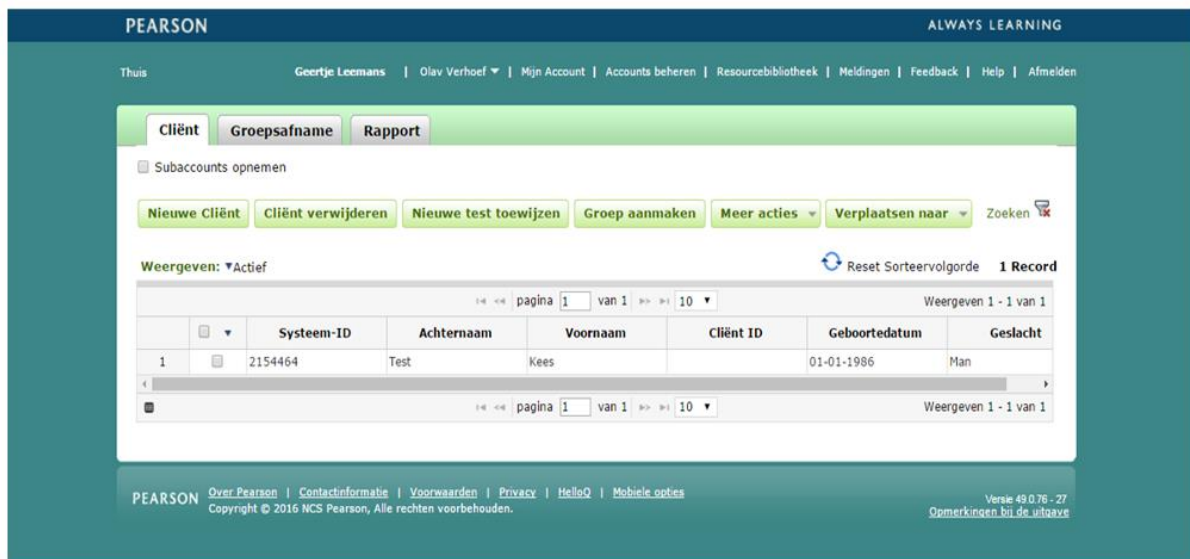 PEARSON ALWAYS LEARNING
Thuis Geertje Leemans | Olav Verhoef ▼ | Mijn Account | Accounts beheren | Resourcebibliotheek | Meldingen | Feedback | Help | Afmelden
Cliënt Groepsafname Rapport
Subaccounts opnemen
Nieuwe Cliënt Cliënt verwijderen Nieuwe test toewijzen Groep aanmaken Meer acties Verplaatsen naar Zoeken
Weergeven: ▼Actief Reset Sorteervolgorde 1 Record
pagina 1 van 1 10 ▼ Weergeven 1 - 1 van 1
Systeem-ID Achternaam Voornaam Cliënt ID Geboortedatum Geslacht
1 2154464 Test Kees 01-01-1986 Man
pagina 1 van 1 10 ▼ Weergeven 1 - 1 van 1
PEARSON Over Pearson | Contactinformatie | Voorwaarden | Privacy | HelloQ | Mobiele opties
Copyright © 2016 NCS Pearson, Alle rechten voorbehouden.
Versie 49.0.76 - 27
Opmerkingen bij de uitgave